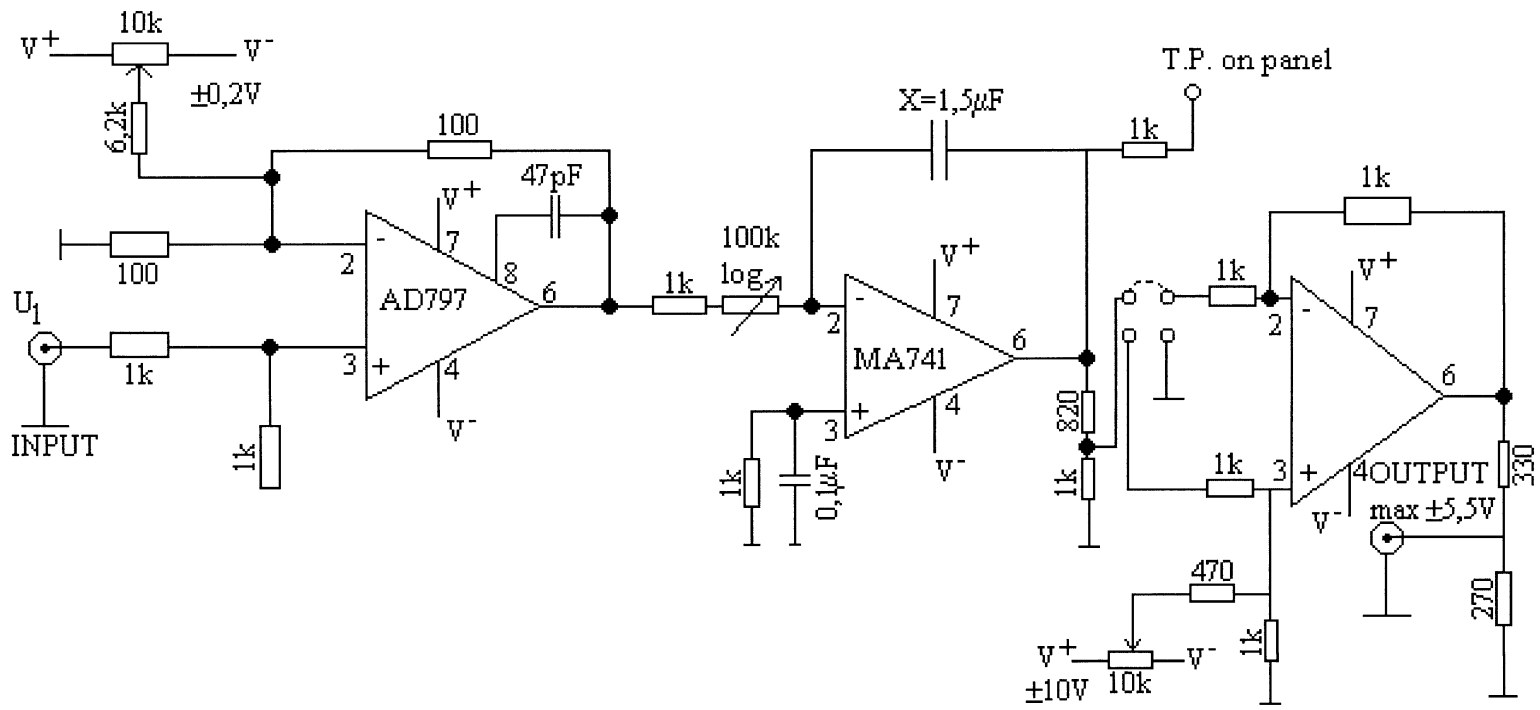 10k
V+
V-
±0,2V
6,2k
100
47pF
V+
7
100
2
-
8
AD797
6
U1
1k
3
+
4
V-
INPUT
1k
T.P. on panel
X=1,5µF
1k
100k
log
1k
V+
-
7
2
MA741
6
+
3
4
V-
1k
0,1µF
820
1k
1k
1k
V+
-
7
2
6
1k
3
+
4
V-
OUTPUT
max ±5,5V
330
270
470
1k
V+
V-
±10V
10k